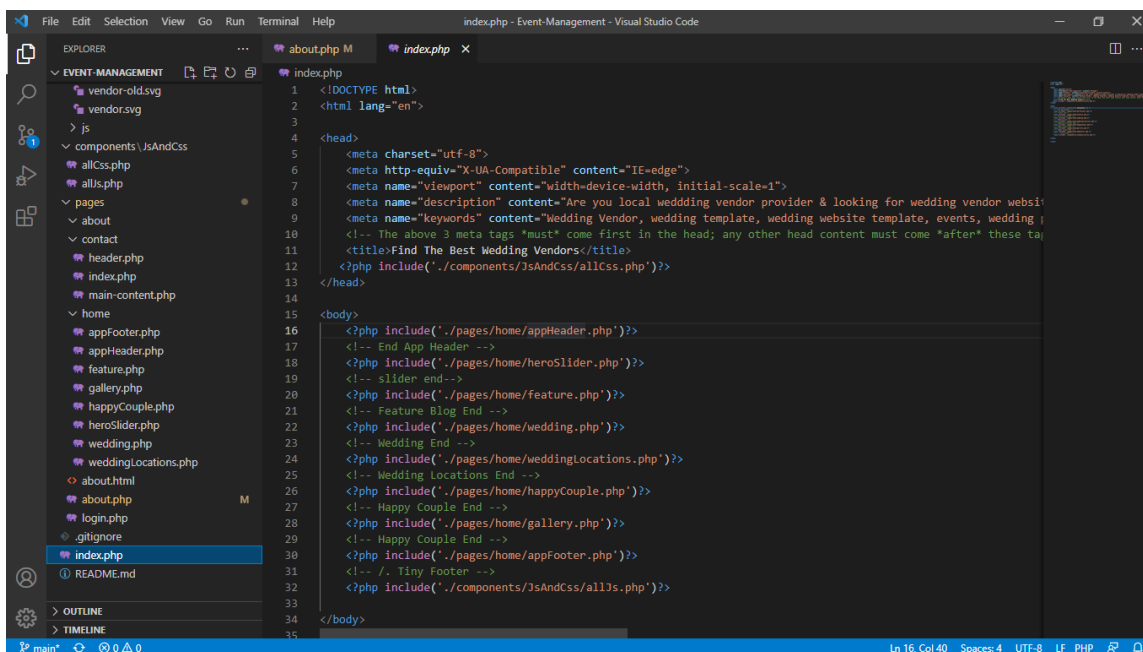 File Edit Selection View Go Run Terminal Help index.php - Event-Management - Visual Studio Code
EXPLORER
EVENT-MANAGEMENT
vendor-old.svg
vendor.svg
js
components\JsAndCss
allCss.php
allJs.php
pages
about
contact
header.php
index.php
main-content.php
home
appFooter.php
appHeader.php
feature.php
gallery.php
happyCouple.php
heroSlider.php
wedding.php
weddingLocations.php
about.html
about.php M
login.php
.gitignore
index.php
README.md
OUTLINE
TIMELINE
1
about.php M index.php
index.php
1 <!DOCTYPE html>
2 <html lang="en">
3
4 <head>
5 <meta charset="utf-8">
6 <meta http-equiv="X-UA-Compatible" content="IE=edge">
7 <meta name="viewport" content="width=device-width, initial-scale=1">
8 <meta name="description" content="Are you local weddding vendor provider & looking for wedding vendor websi
9 <meta name="keywords" content="Wedding Vendor, wedding template, wedding website template, events, wedding
10 <!-- The above 3 meta tags *must* come first in the head; any other head content must come *after* these ta
11 <title>Find The Best Wedding Vendors</title>
12 <?php include('./components/JsAndCss/allCss.php')?>
13 </head>
14
15 <body>
16 <?php include('./pages/home/appHeader.php')?>
17 <!-- End App Header -->
18 <?php include('./pages/home/heroSlider.php')?>
19 <!-- slider end-->
20 <?php include('./pages/home/feature.php')?>
21 <!-- Feature Blog End -->
22 <?php include('./pages/home/wedding.php')?>
23 <!-- Wedding End -->
24 <?php include('./pages/home/weddingLocations.php')?>
25 <!-- Wedding Locations End -->
26 <?php include('./pages/home/happyCouple.php')?>
27 <!-- Happy Couple End -->
28 <?php include('./pages/home/gallery.php')?>
29 <!-- Happy Couple End -->
30 <?php include('./pages/home/appFooter.php')?>
31 <!-- /. Tiny Footer -->
32 <?php include('./components/JsAndCss/allJs.php')?>
33
34 </body>
35
main* 0 0 Ln 16, Col 40 Spaces: 4 UTF-8 LF PHP